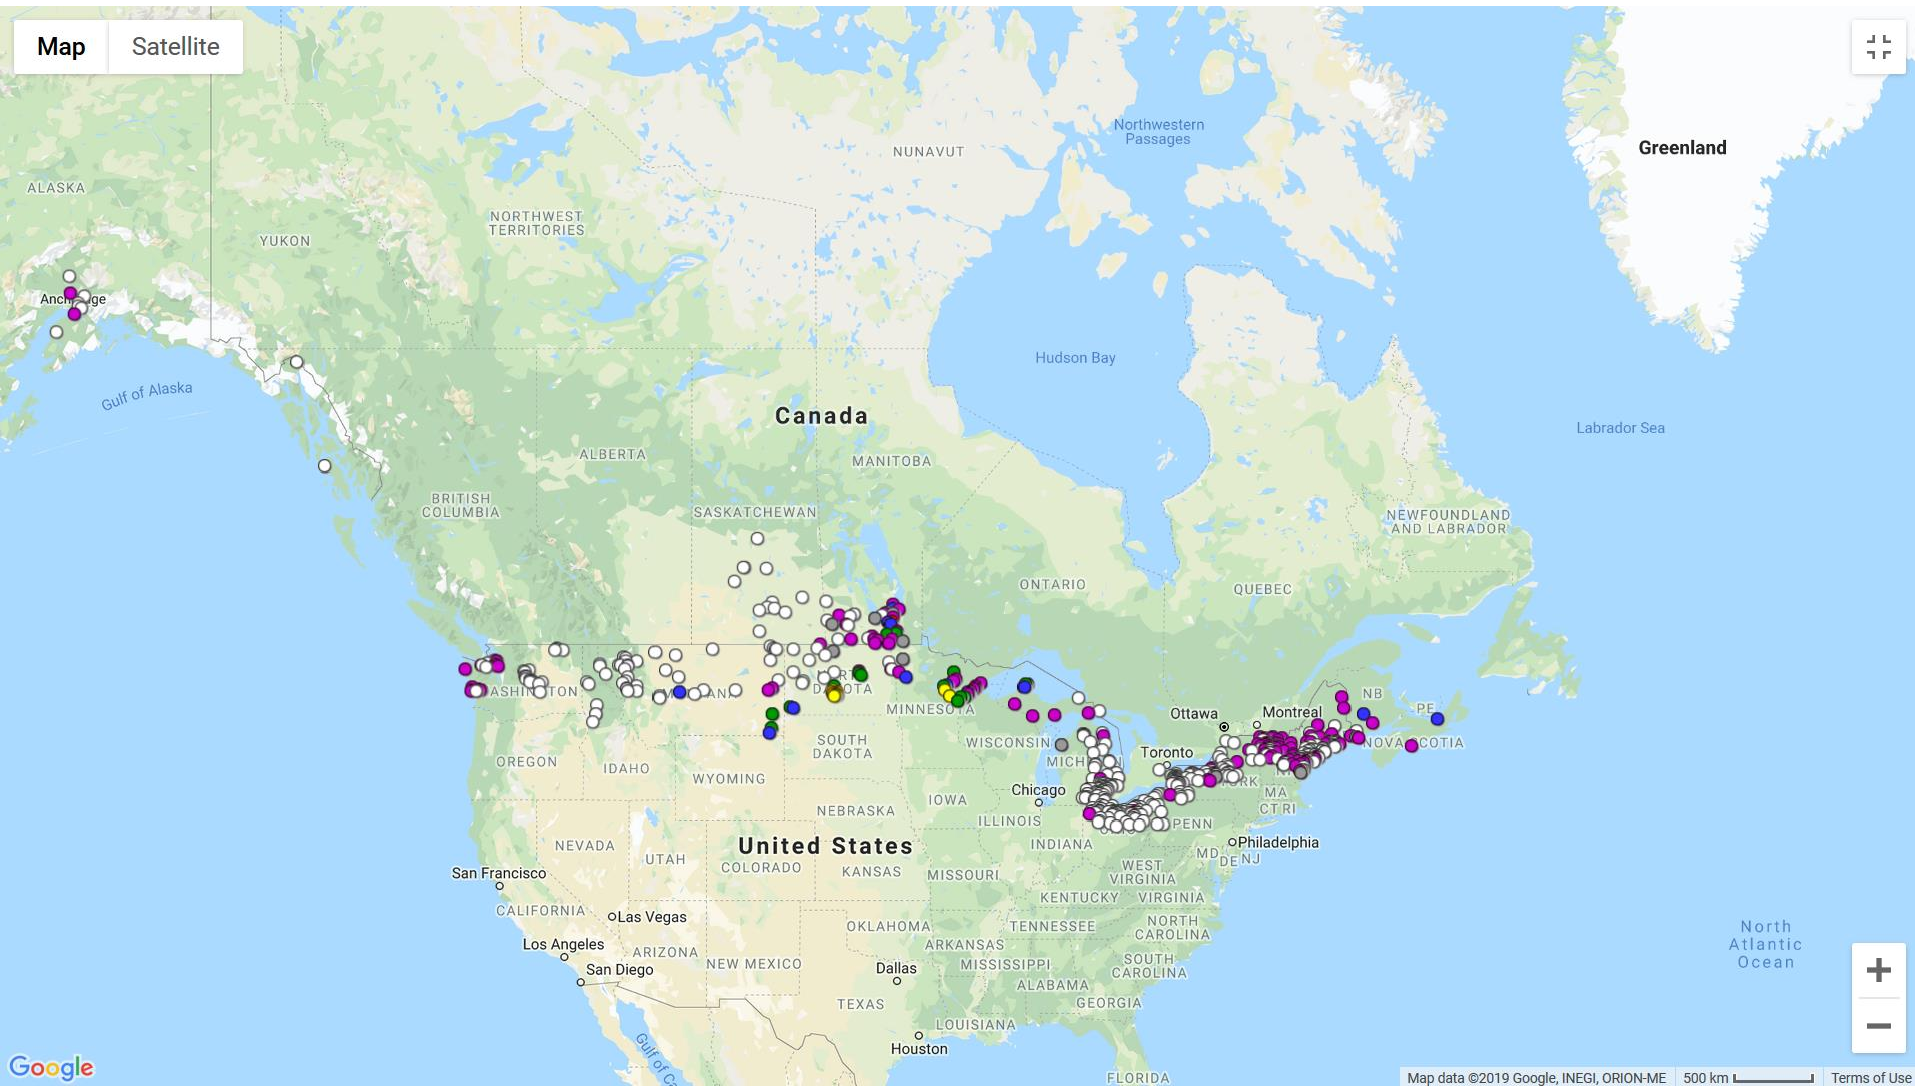 Map Satellite
Northwestern
Passages
Greenland
NUNAVUT
ALASKA
NORTHWEST
TERRITORIES
YUKON
Hudson Bay
Gulf of Alaska
Canada
Labrador Sea
ALBERTA
MANITOBA
BRITISH
COLUMBIA
SASKATCHEWAN
NEWFOUNDLAND
AND LABRADOR
ONTARIO
QUEBEC
NB
PE
MINNESOTA
Ottawa
Montreal
SOUTH
DAKOTA
WISCONSIN
Toronto
OREGON
IDAHO
WYOMING
Chicago
IOWA
MA
CT RI
NEBRASKA
ILLINOIS
PENN
NEVADA
United States
INDIANA
Philadelphia
UTAH
COLORADO
KANSAS
MISSOURI
WEST
VIRGINIA
MD
DE
NJ
San Francisco
KENTUCKY
VIRGINIA
CALIFORNIA
Las Vegas
OKLAHOMA
TENNESSEE
NORTH
CAROLINA
Los Angeles
ARIZONA
NEW MEXICO
ARKANSAS
San Diego
Dallas
MISSISSIPPI
SOUTH
CAROLINA
ALABAMA
TEXAS
GEORGIA
North
Atlantic
Ocean
LOUISIANA
Houston
FLORIDA
Google
Map data ©2019 Google, INEGI, ORION-ME 500 km Terms of Use